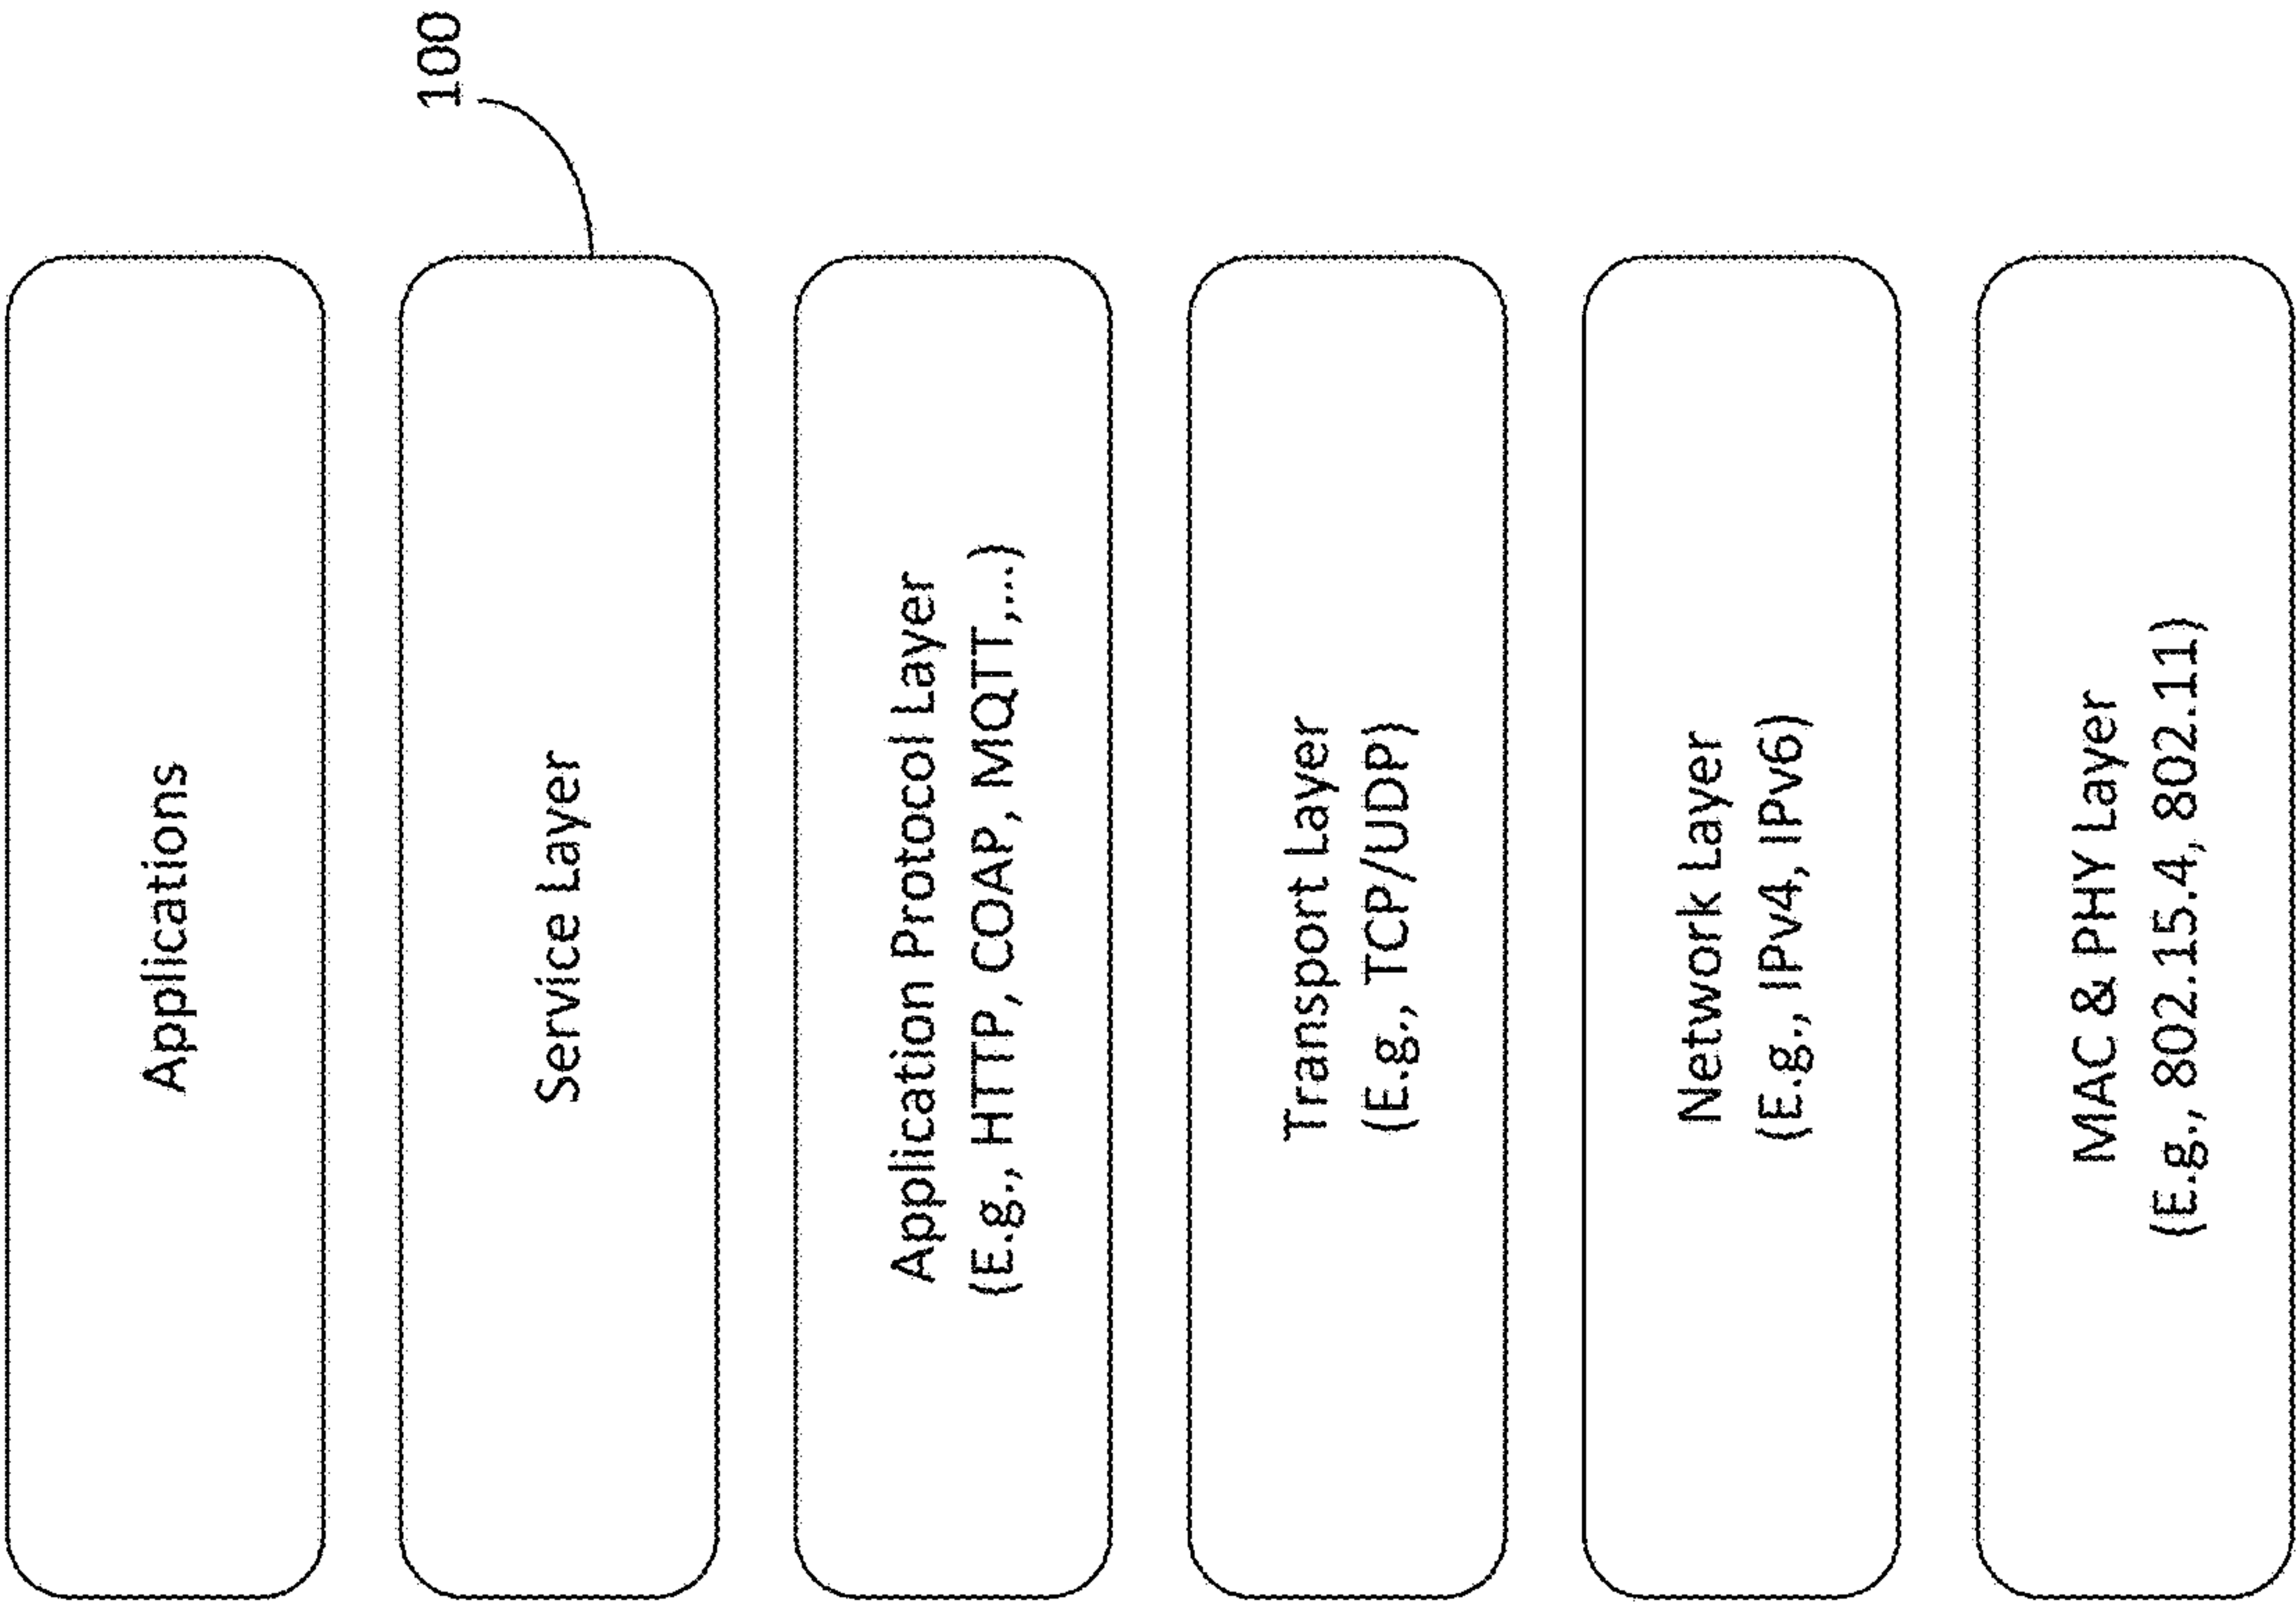 100
Applications
Service Layer
Application Protocol Layer
(E.g., HTTP, COAP, MQTT,...)
Transport Layer
(E.g., TCP/UDP)
Network Layer
(E.g., IPv4, IPv6)
MAC & PHY Layer
(E.g., 802.15.4, 802.11)